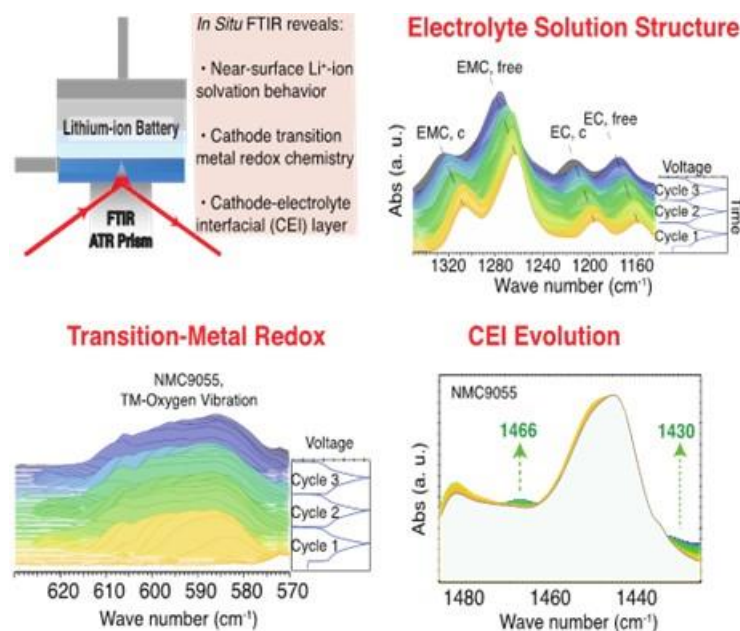 In Situ FTIR reveals:
· Near-surface Li⁺-ion
solvation behavior
· Cathode transition
metal redox chemistry
· Cathode-electrolyte
interfacial (CEI) layer
Lithium-ion Battery
FTIR
ATR Prism
Electrolyte Solution Structure
EMC, free
EMC, c
EC, c
EC, free
Voltage
Cycle 3
Cycle 2
Cycle 1
Time
Abs (a. u.)
1320 1280 1240 1200 1160
Wave number (cm⁻¹)
Transition-Metal Redox
NMC9055,
TM-Oxygen Vibration
Voltage
Cycle 3
Cycle 2
Cycle 1
620 610 600 590 580 570
Wave number (cm⁻¹)
CEI Evolution
NMC9055
1466
1430
Abs (a. u.)
1480 1460 1440
Wave number (cm⁻¹)